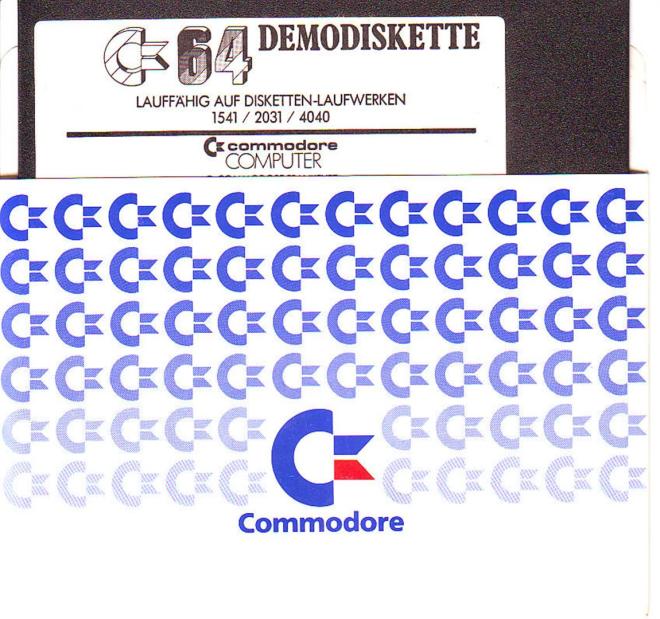 64 DEMODISKETTE
LAUFFÄHIG AUF DISKETTEN-LAUFWERKEN
1541 / 2031 / 4040
commodore
COMPUTER
Commodore